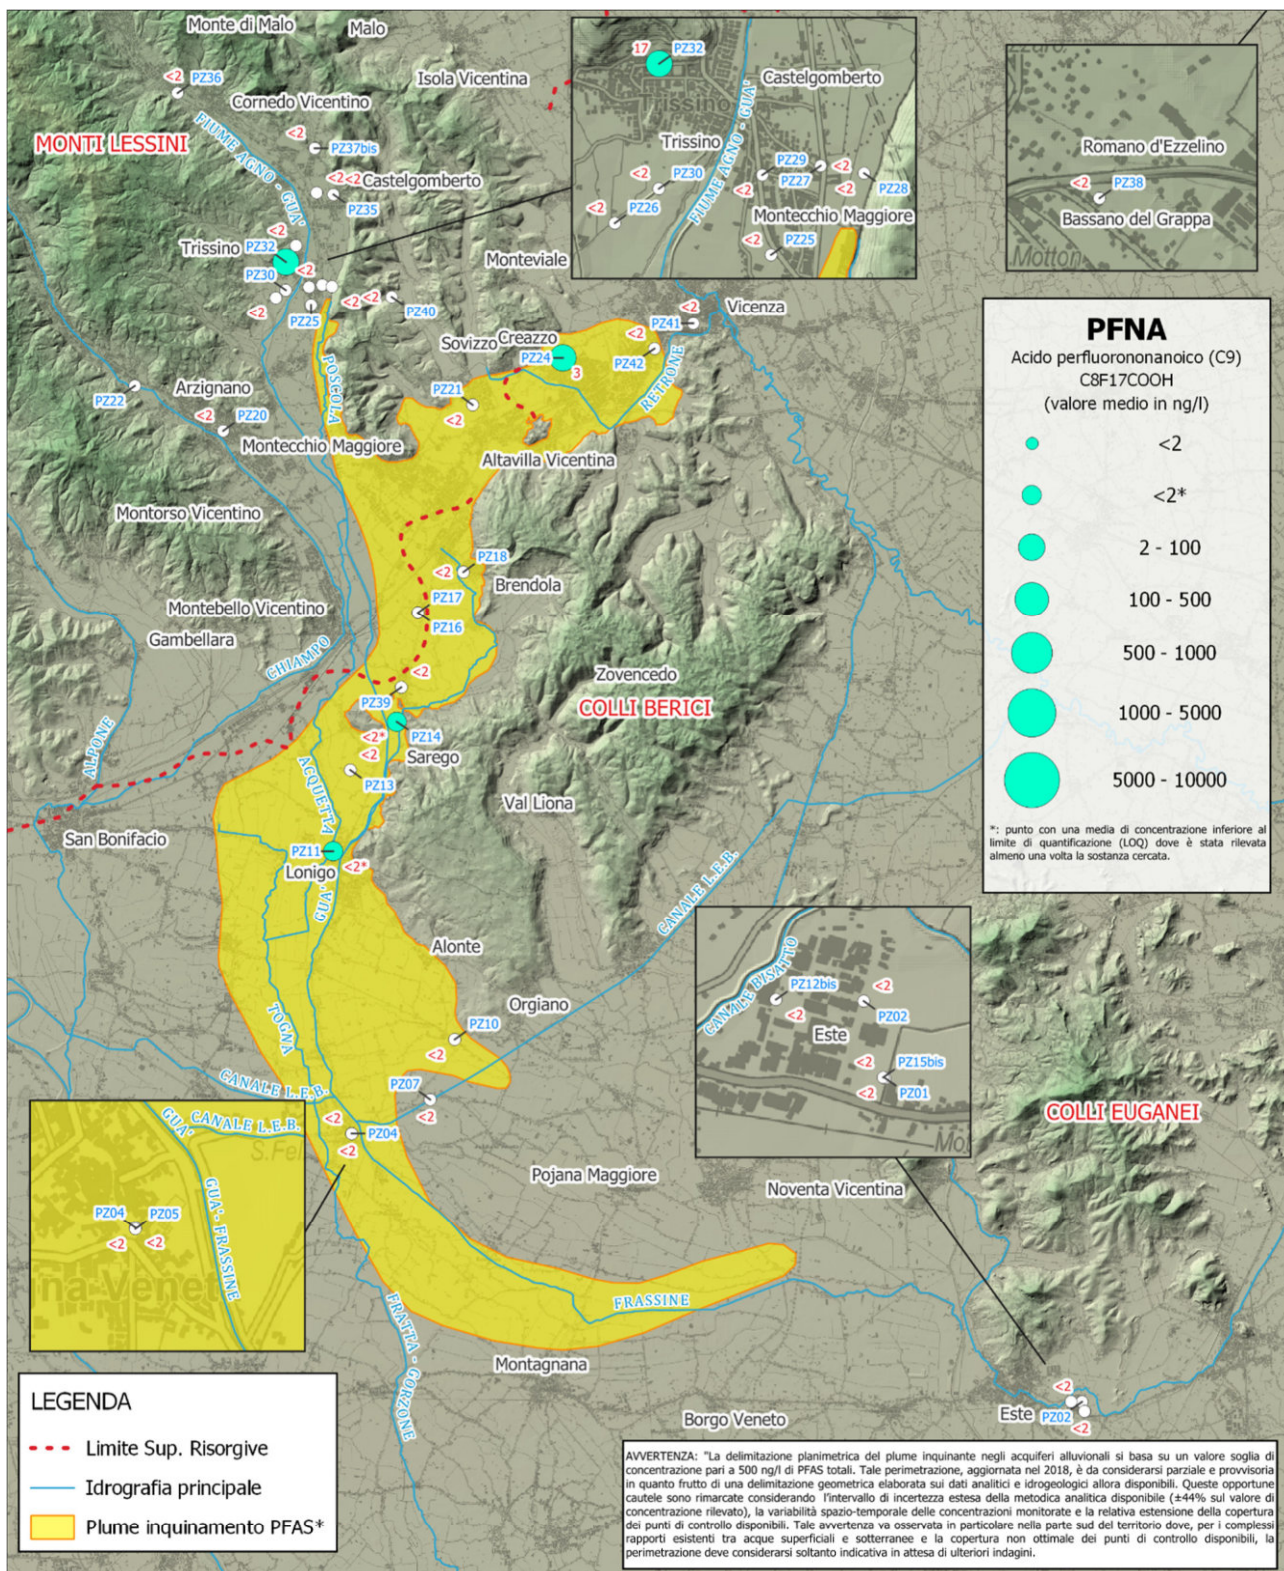 Monte di Malo
Malo
<2
PZ36
Isola Vicentina
Cornedo Vicentino
MONTI LESSINI
FIUME AGNO - GUA'
<2
PZ37bis
<2
<2
Castelgomberto
PZ35
Trissino
<2
PZ32
PZ30
<2
<2
PZ25
<2
<2
PZ40
Monteviale
17
PZ32
Castelgomberto
Trissino
Trissino
FIUME AGNO - GUA'
<2
PZ30
<2
PZ26
PZ29
PZ27
<2
<2
<2
PZ28
Montecchio Maggiore
<2
PZ25
Romano d'Ezzelino
<2
PZ38
Bassano del Grappa
Motton
Vicenza
<2
PZ41
Sovizzo
Creazzo
PZ24
3
<2
PZ42
RETRONE
POSCOLA
PZ21
<2
PZ22
Arzignano
<2
PZ20
Montecchio Maggiore
Altavilla Vicentina
Montorso Vicentino
PZ18
<2
Brendola
Montebello Vicentino
PZ17
PZ16
Gambellara
CHIAMPO
<2
PZ39
Zovencedo
COLLI BERICI
ALPONE
PZ14
<2*
<2
Sarego
ACQUETTA
PZ13
Val Liona
San Bonifacio
PZ11
Lonigo
<2*
GUA'
CANALE L.E.B.
Alonte
Orgiano
TOGNA
PZ10
<2
CANALE L.E.B.
PZ07
<2
<2
PZ04
<2
PFNA
Acido perfluorononanoico (C9)
C8F17COOH
(valore medio in ng/l)
<2
<2*
2 - 100
100 - 500
500 - 1000
1000 - 5000
5000 - 10000
*: punto con una media di concentrazione inferiore al
limite di quantificazione (LOQ) dove è stata rilevata
almeno una volta la sostanza cercata.
CANALE BISATTO
PZ12bis
<2
<2
PZ02
Este
<2
PZ15bis
<2
PZ01
COLLI EUGANEI
GUA'
CANALE L.E.B.
GUA'- FRASSINE
PZ04
PZ05
<2
<2
Pojana Maggiore
Noventa Vicentina
FRASSINE
FRATTA - GORZONE
Montagnana
Borgo Veneto
Este
<2
PZ02
<2
LEGENDA
Limite Sup. Risorgive
Idrografia principale
Plume inquinamento PFAS*
AVVERTENZA: "La delimitazione planimetrica del plume inquinante negli acquiferi alluvionali si basa su un valore soglia di
concentrazione pari a 500 ng/l di PFAS totali. Tale perimetrazione, aggiornata nel 2018, è da considerarsi parziale e provvisoria
in quanto frutto di una delimitazione geometrica elaborata sui dati analitici e idrogeologici allora disponibili. Queste opportune
cautele sono rimarcate considerando l'intervallo di incertezza estesa della metodica analitica disponibile (±44% sul valore di
concentrazione rilevato), la variabilità spazio-temporale delle concentrazioni monitorate e la relativa estensione della copertura
dei punti di controllo disponibili. Tale avvertenza va osservata in particolare nella parte sud del territorio dove, per i complessi
rapporti esistenti tra acque superficiali e sotterranee e la copertura non ottimale dei punti di controllo disponibili, la
perimetrazione deve considerarsi soltanto indicativa in attesa di ulteriori indagini.